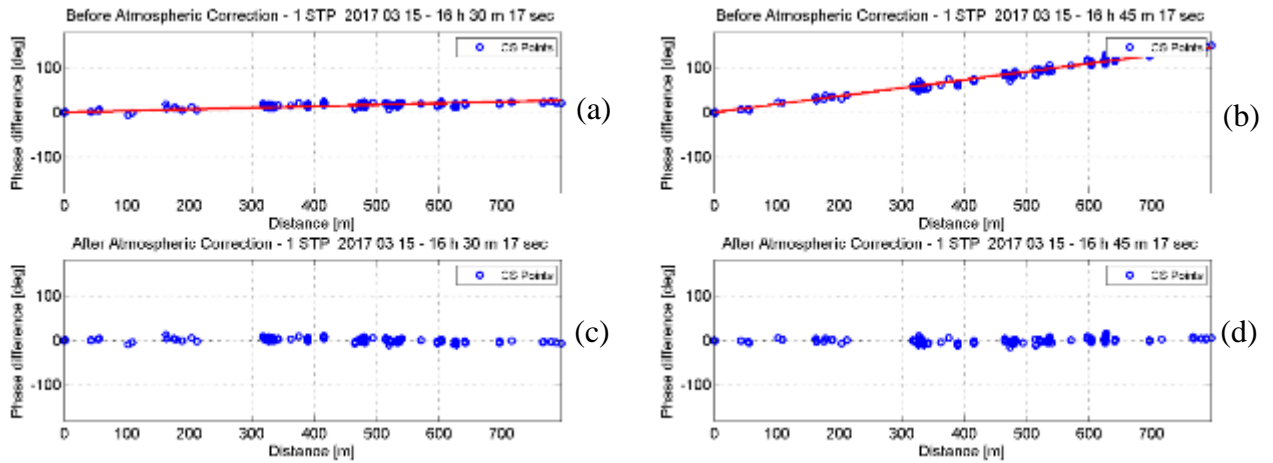 Before Atmospheric Correction - 1 STP 2017 03 15 - 16 h 30 m 17 sec
Phase difference [deg]
100
0
-100
CS Points
0 100 200 300 400 500 600 700
Distance [m]
(a)
Before Atmospheric Correction - 1 STP 2017 03 15 - 16 h 45 m 17 sec
Phase difference [deg]
100
0
-100
CS Points
0 100 200 300 400 500 600 700
Distance [m]
(b)
After Atmospheric Correction - 1 STP 2017 03 15 - 16 h 30 m 17 sec
Phase difference [deg]
100
0
-100
CS Points
0 100 200 300 400 500 600 700
Distance [m]
(c)
After Atmospheric Correction - 1 STP 2017 03 15 - 16 h 45 m 17 sec
Phase difference [deg]
100
0
-100
CS Points
0 100 200 300 400 500 600 700
Distance [m]
(d)